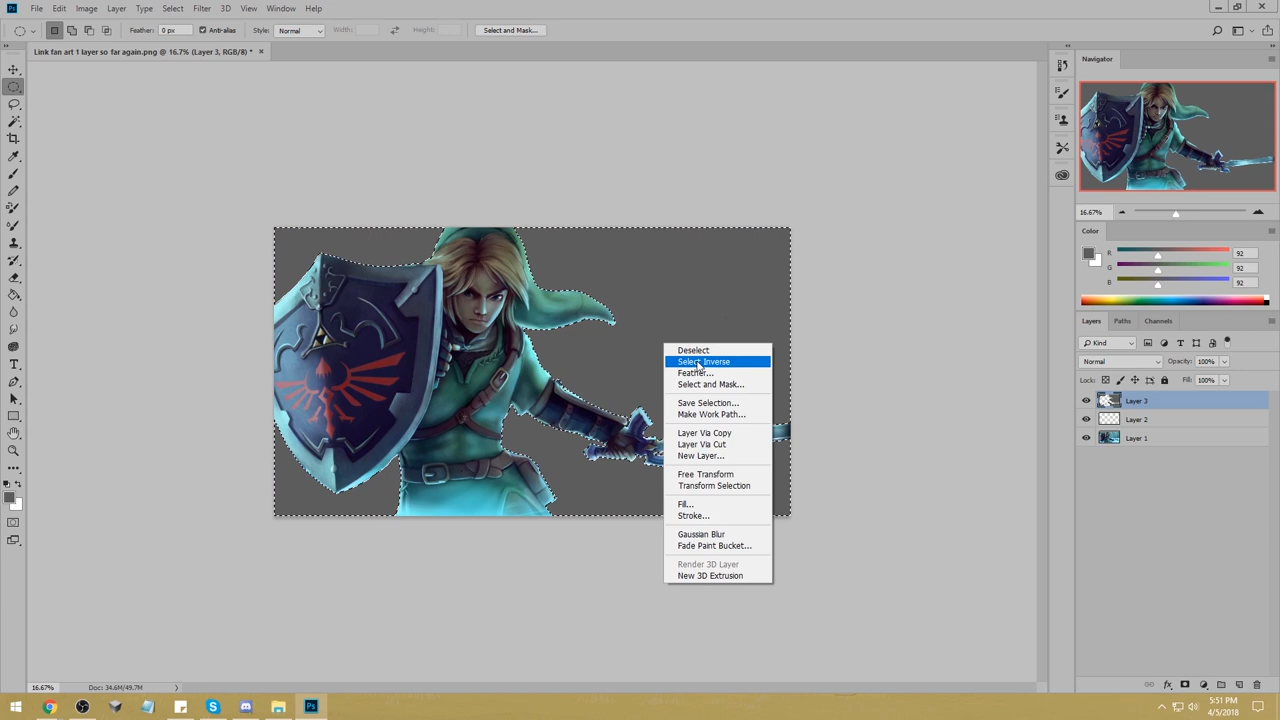 Ps File Edit Image Layer Type Select Filter 3D View Window Help
Feather: 0 px Anti-alias Style: Normal Width: Height: Select and Mask...
Link fan art 1 layer so far again.png @ 16.7% (Layer 3, RGB/8) *
Navigator
16.67%
Color
R 92
G 92
B 92
Layers Paths Channels
Kind
Normal Opacity: 100%
Lock: Fill: 100%
Layer 3
Layer 2
Layer 1
Deselect
Select Inverse
Feather...
Select and Mask...
Save Selection...
Make Work Path...
Layer Via Copy
Layer Via Cut
New Layer...
Free Transform
Transform Selection
Fill...
Stroke...
Gaussian Blur
Fade Paint Bucket...
Render 3D Layer
New 3D Extrusion
16.67% Doc: 34.6M/49.7M
Ps
5:51 PM
4/5/2018